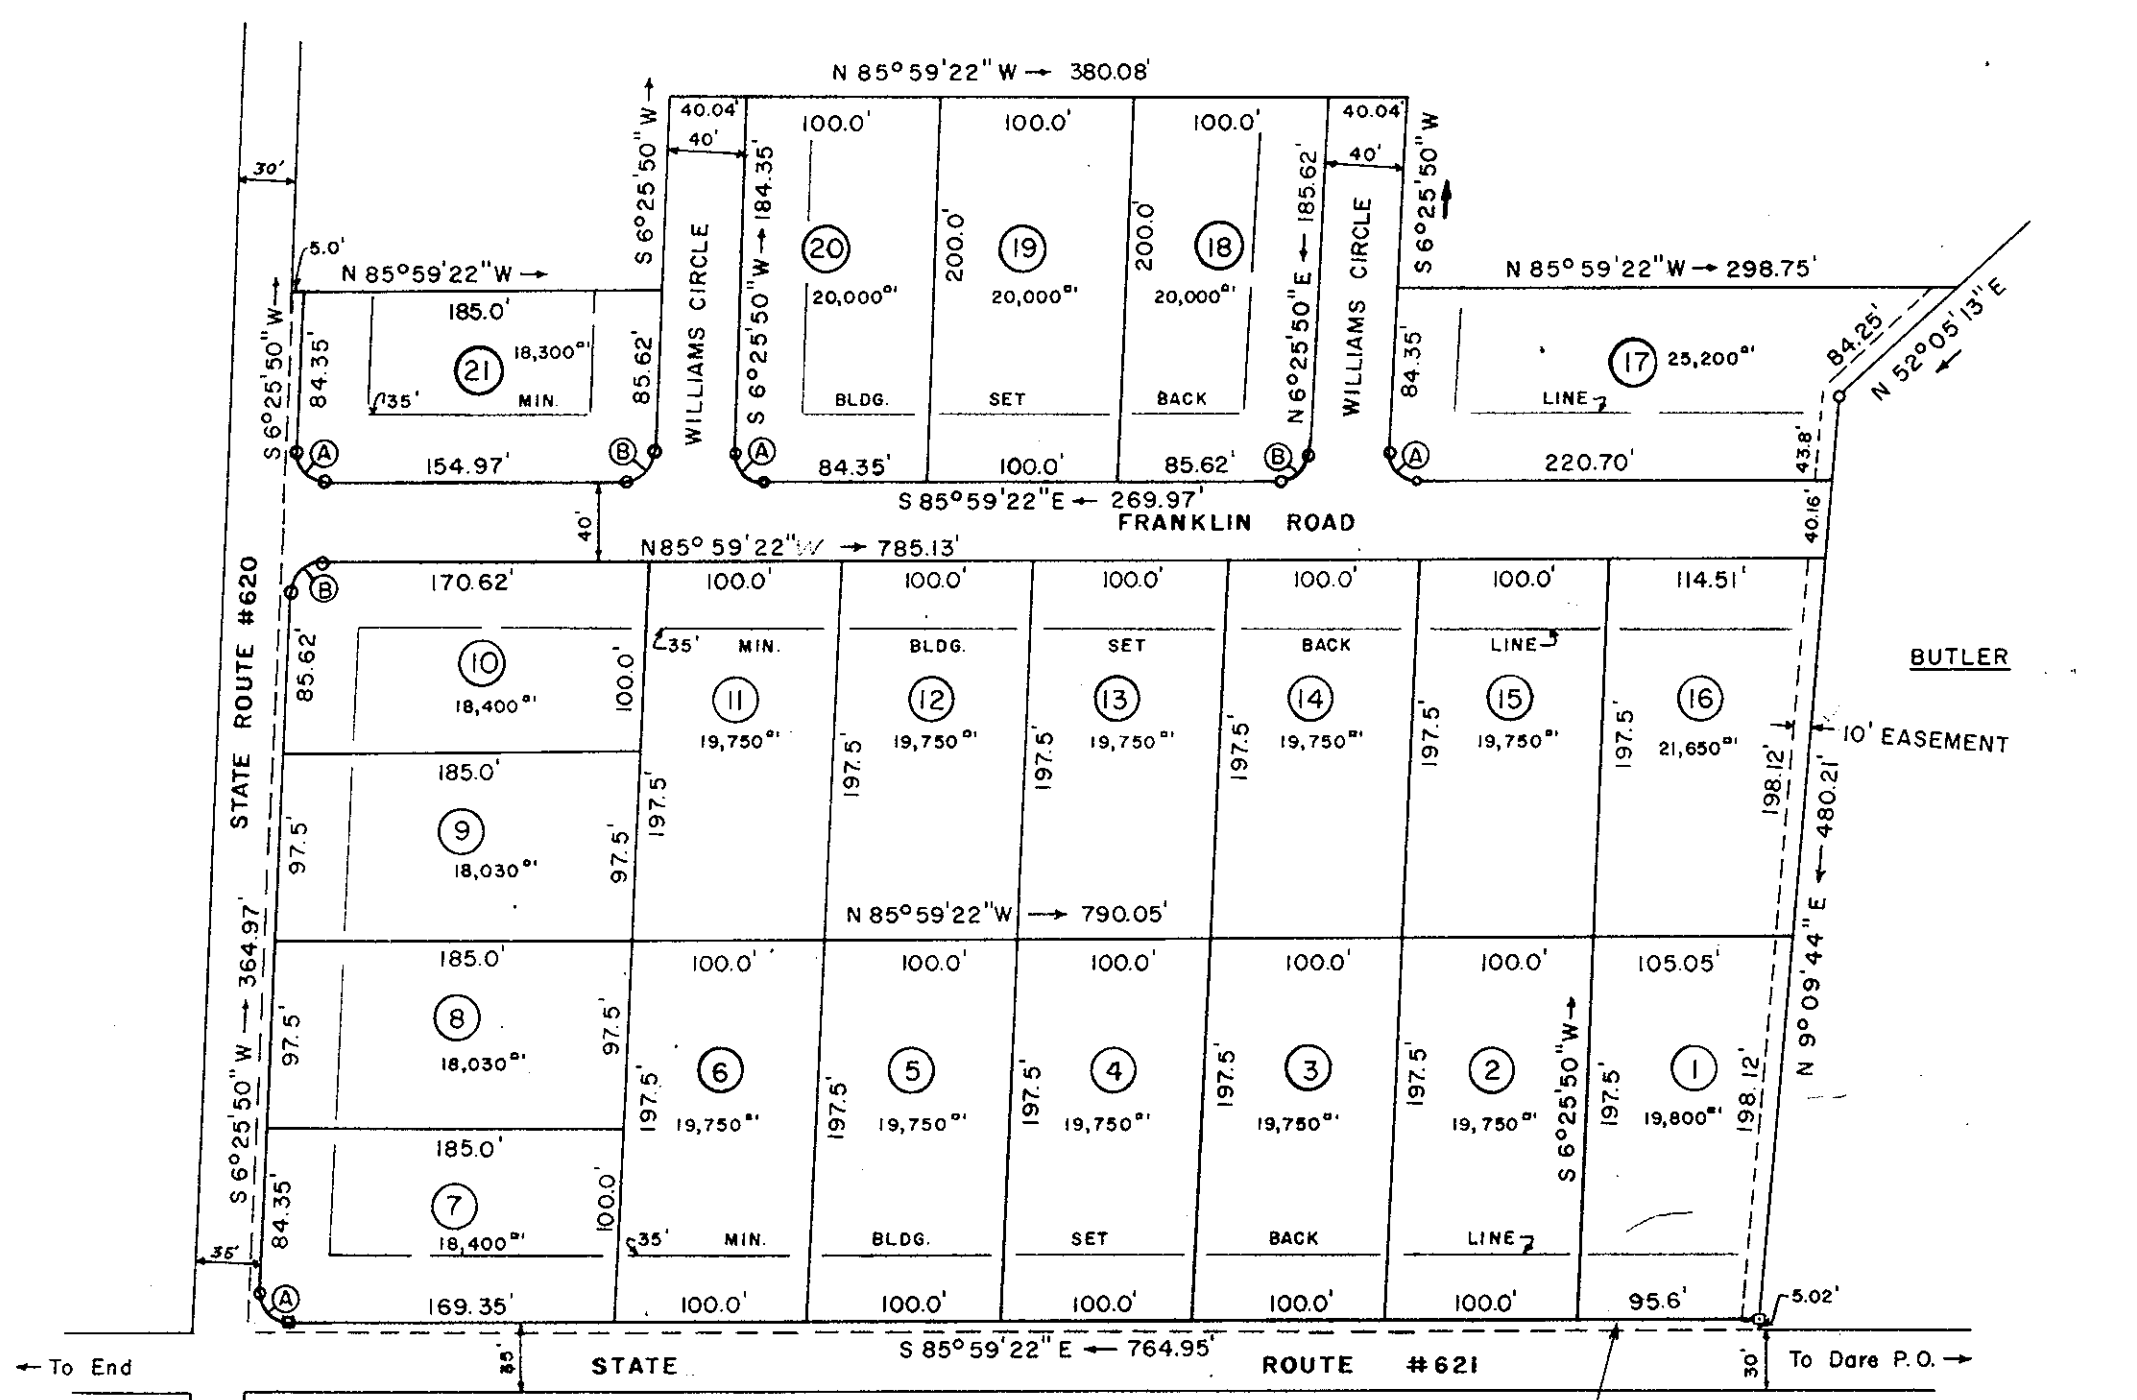 N 85°59'22" W → 380.08'
40.04'
100.0'
100.0'
100.0'
40.04'
40'
40'
30'
S 6°25'50" W →
S 6°25'50" W → 184.35'
N 6°25'50" E ← 185.62'
S 6°25'50" W
WILLIAMS CIRCLE
WILLIAMS CIRCLE
20
20,000□'
200.0'
19
20,000□'
200.0'
18
20,000□'
5.0'
N 85°59'22" W →
N 85°59'22" W → 298.75'
185.0'
S 6°25'50" W →
84.35'
21
18,300□'
85.62'
84.35'
17
25,200□'
84.25'
N 52°05'13" E
35'
MIN.
BLDG.
SET
BACK
LINE
A
154.97'
B
A
84.35'
100.0'
85.62'
B
A
220.70'
43.8'
S 85°59'22" E ← 269.97'
40'
FRANKLIN ROAD
40.16'
N 85°59'22" W → 785.13'
B
170.62'
100.0'
100.0'
100.0'
100.0'
100.0'
114.51'
STATE ROUTE #620
85.62'
10
18,400□'
100.0'
35'
MIN.
BLDG.
SET
BACK
LINE
BUTLER
11
19,750□'
12
19,750□'
13
19,750□'
14
19,750□'
15
19,750□'
16
21,650□'
197.5'
197.5'
197.5'
197.5'
197.5'
197.5'
198.12'
10' EASEMENT
185.0'
97.5'
9
18,030□'
97.5'
N 9°09'44" E ← 480.21'
N 85°59'22" W → 790.05'
S 6°25'50" W → 364.97'
185.0'
100.0'
100.0'
100.0'
100.0'
100.0'
105.05'
97.5'
8
18,030□'
97.5'
6
19,750□'
5
19,750□'
4
19,750□'
3
19,750□'
2
19,750□'
1
19,800□'
197.5'
197.5'
197.5'
197.5'
197.5'
S 6°25'50" W →
197.5'
198.12'
185.0'
84.35'
7
18,400□'
100.0'
35'
MIN.
BLDG.
SET
BACK
LINE
35'
A
169.35'
100.0'
100.0'
100.0'
100.0'
100.0'
95.6'
5.02'
S 85°59'22" E ← 764.95'
← To End
STATE ROUTE #621
30'
To Dare P.O. →